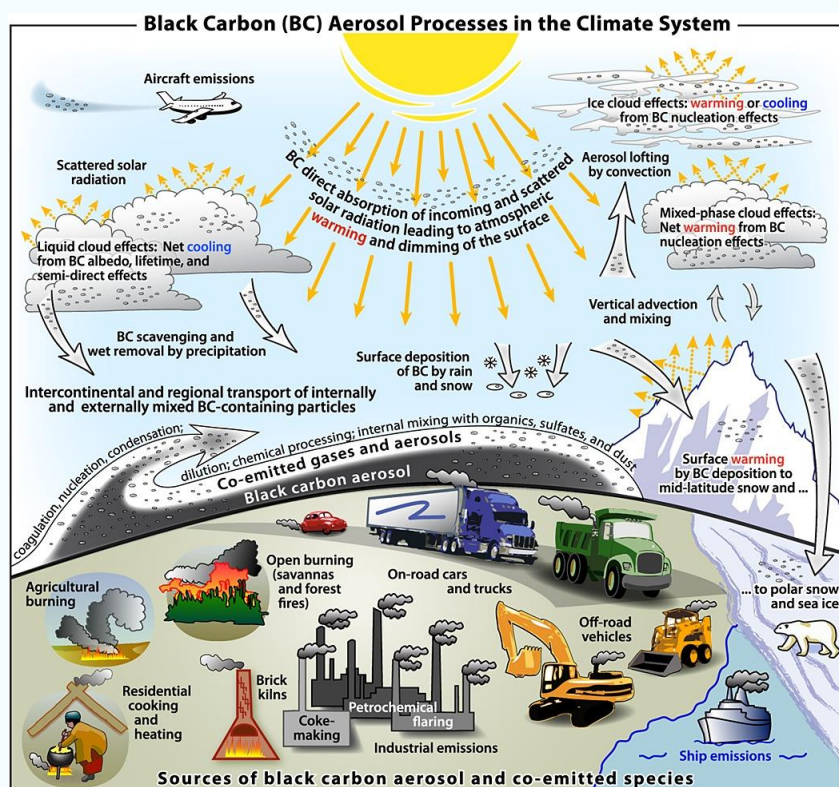 Black Carbon (BC) Aerosol Processes in the Climate System
Aircraft emissions
Ice cloud effects: warming or cooling
from BC nucleation effects
Scattered solar
radiation
BC direct absorption of incoming and scattered
solar radiation leading to atmospheric
warming and dimming of the surface
Aerosol lofting
by convection
Liquid cloud effects: Net cooling
from BC albedo, lifetime, and
semi-direct effects
Mixed-phase cloud effects:
Net warming from BC
nucleation effects
Vertical advection
and mixing
BC scavenging and
wet removal by precipitation
Surface deposition
of BC by rain
and snow
Intercontinental and regional transport of internally
and externally mixed BC-containing particles
coagulation, nucleation, condensation;
dilution; chemical processing; internal mixing with organics, sulfates, and dust
Co-emitted gases and aerosols
Black carbon aerosol
Surface warming
by BC deposition to
mid-latitude snow and ...
... to polar snow
and sea ice
Agricultural
burning
Open burning
(savannas
and forest
fires)
On-road cars
and trucks
Off-road
vehicles
Residential
cooking
and
heating
Brick
kilns
Coke-
making
Petrochemical
flaring
Industrial emissions
Ship emissions
Sources of black carbon aerosol and co-emitted species